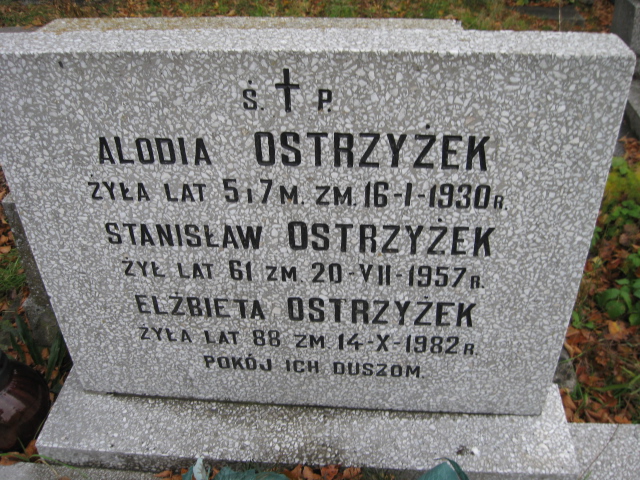 Ś. † P.
ALODIA OSTRZYŻEK
ŻYŁA LAT 5 I 7 M. ZM. 16-I-1930 R.
STANISŁAW OSTRZYŻEK
ŻYŁ LAT 61 ZM. 20-VII-1957 R.
ELŻBIETA OSTRZYŻEK
ŻYŁA LAT 88 ZM 14-X-1982 R.
POKÓJ ICH DUSZOM.